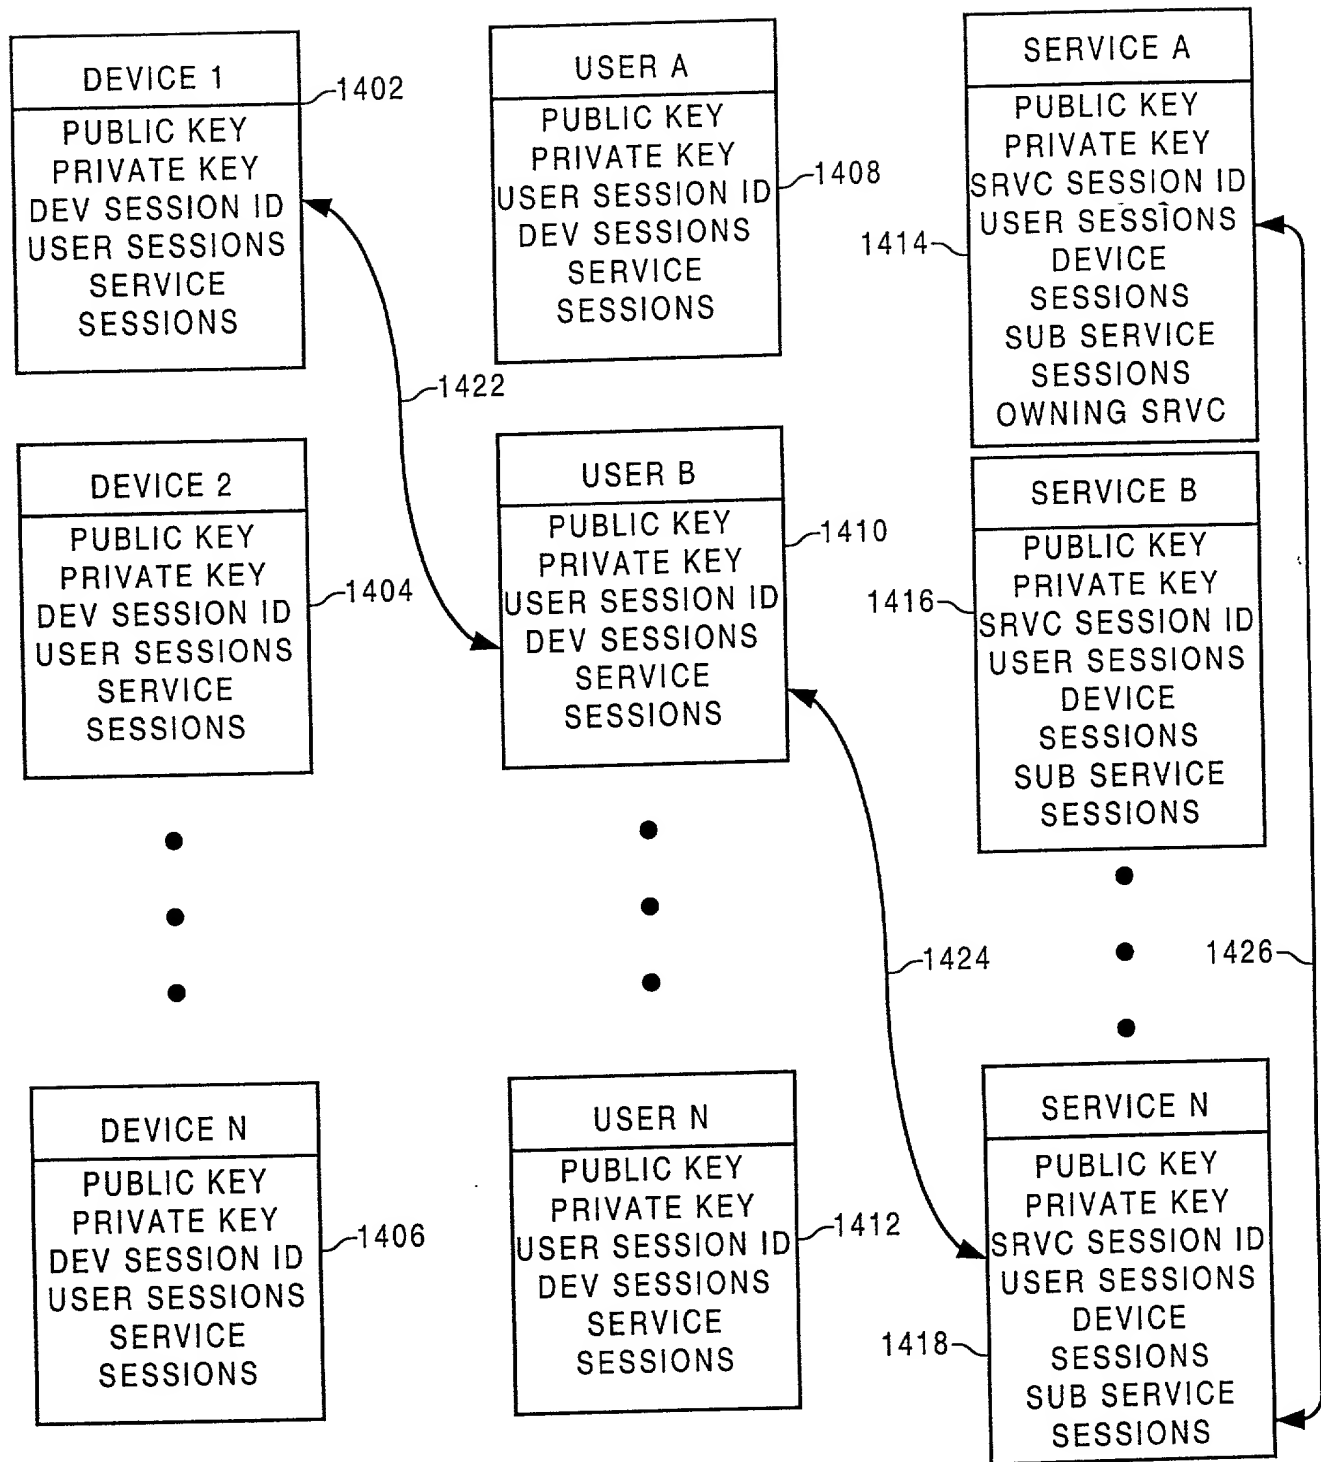 DEVICE 1
1402
PUBLIC KEY
PRIVATE KEY
DEV SESSION ID
USER SESSIONS
SERVICE
SESSIONS
USER A
PUBLIC KEY
PRIVATE KEY
USER SESSION ID
DEV SESSIONS
SERVICE
SESSIONS
1408
SERVICE A
PUBLIC KEY
PRIVATE KEY
SRVC SESSION ID
USER SESSIONS
DEVICE
SESSIONS
SUB SERVICE
SESSIONS
OWNING SRVC
1414
1422
DEVICE 2
PUBLIC KEY
PRIVATE KEY
DEV SESSION ID
USER SESSIONS
SERVICE
SESSIONS
1404
USER B
PUBLIC KEY
PRIVATE KEY
USER SESSION ID
DEV SESSIONS
SERVICE
SESSIONS
1410
SERVICE B
PUBLIC KEY
PRIVATE KEY
SRVC SESSION ID
USER SESSIONS
DEVICE
SESSIONS
SUB SERVICE
SESSIONS
1416
1424
1426
DEVICE N
PUBLIC KEY
PRIVATE KEY
DEV SESSION ID
USER SESSIONS
SERVICE
SESSIONS
1406
USER N
PUBLIC KEY
PRIVATE KEY
USER SESSION ID
DEV SESSIONS
SERVICE
SESSIONS
1412
SERVICE N
PUBLIC KEY
PRIVATE KEY
SRVC SESSION ID
USER SESSIONS
DEVICE
SESSIONS
SUB SERVICE
SESSIONS
1418